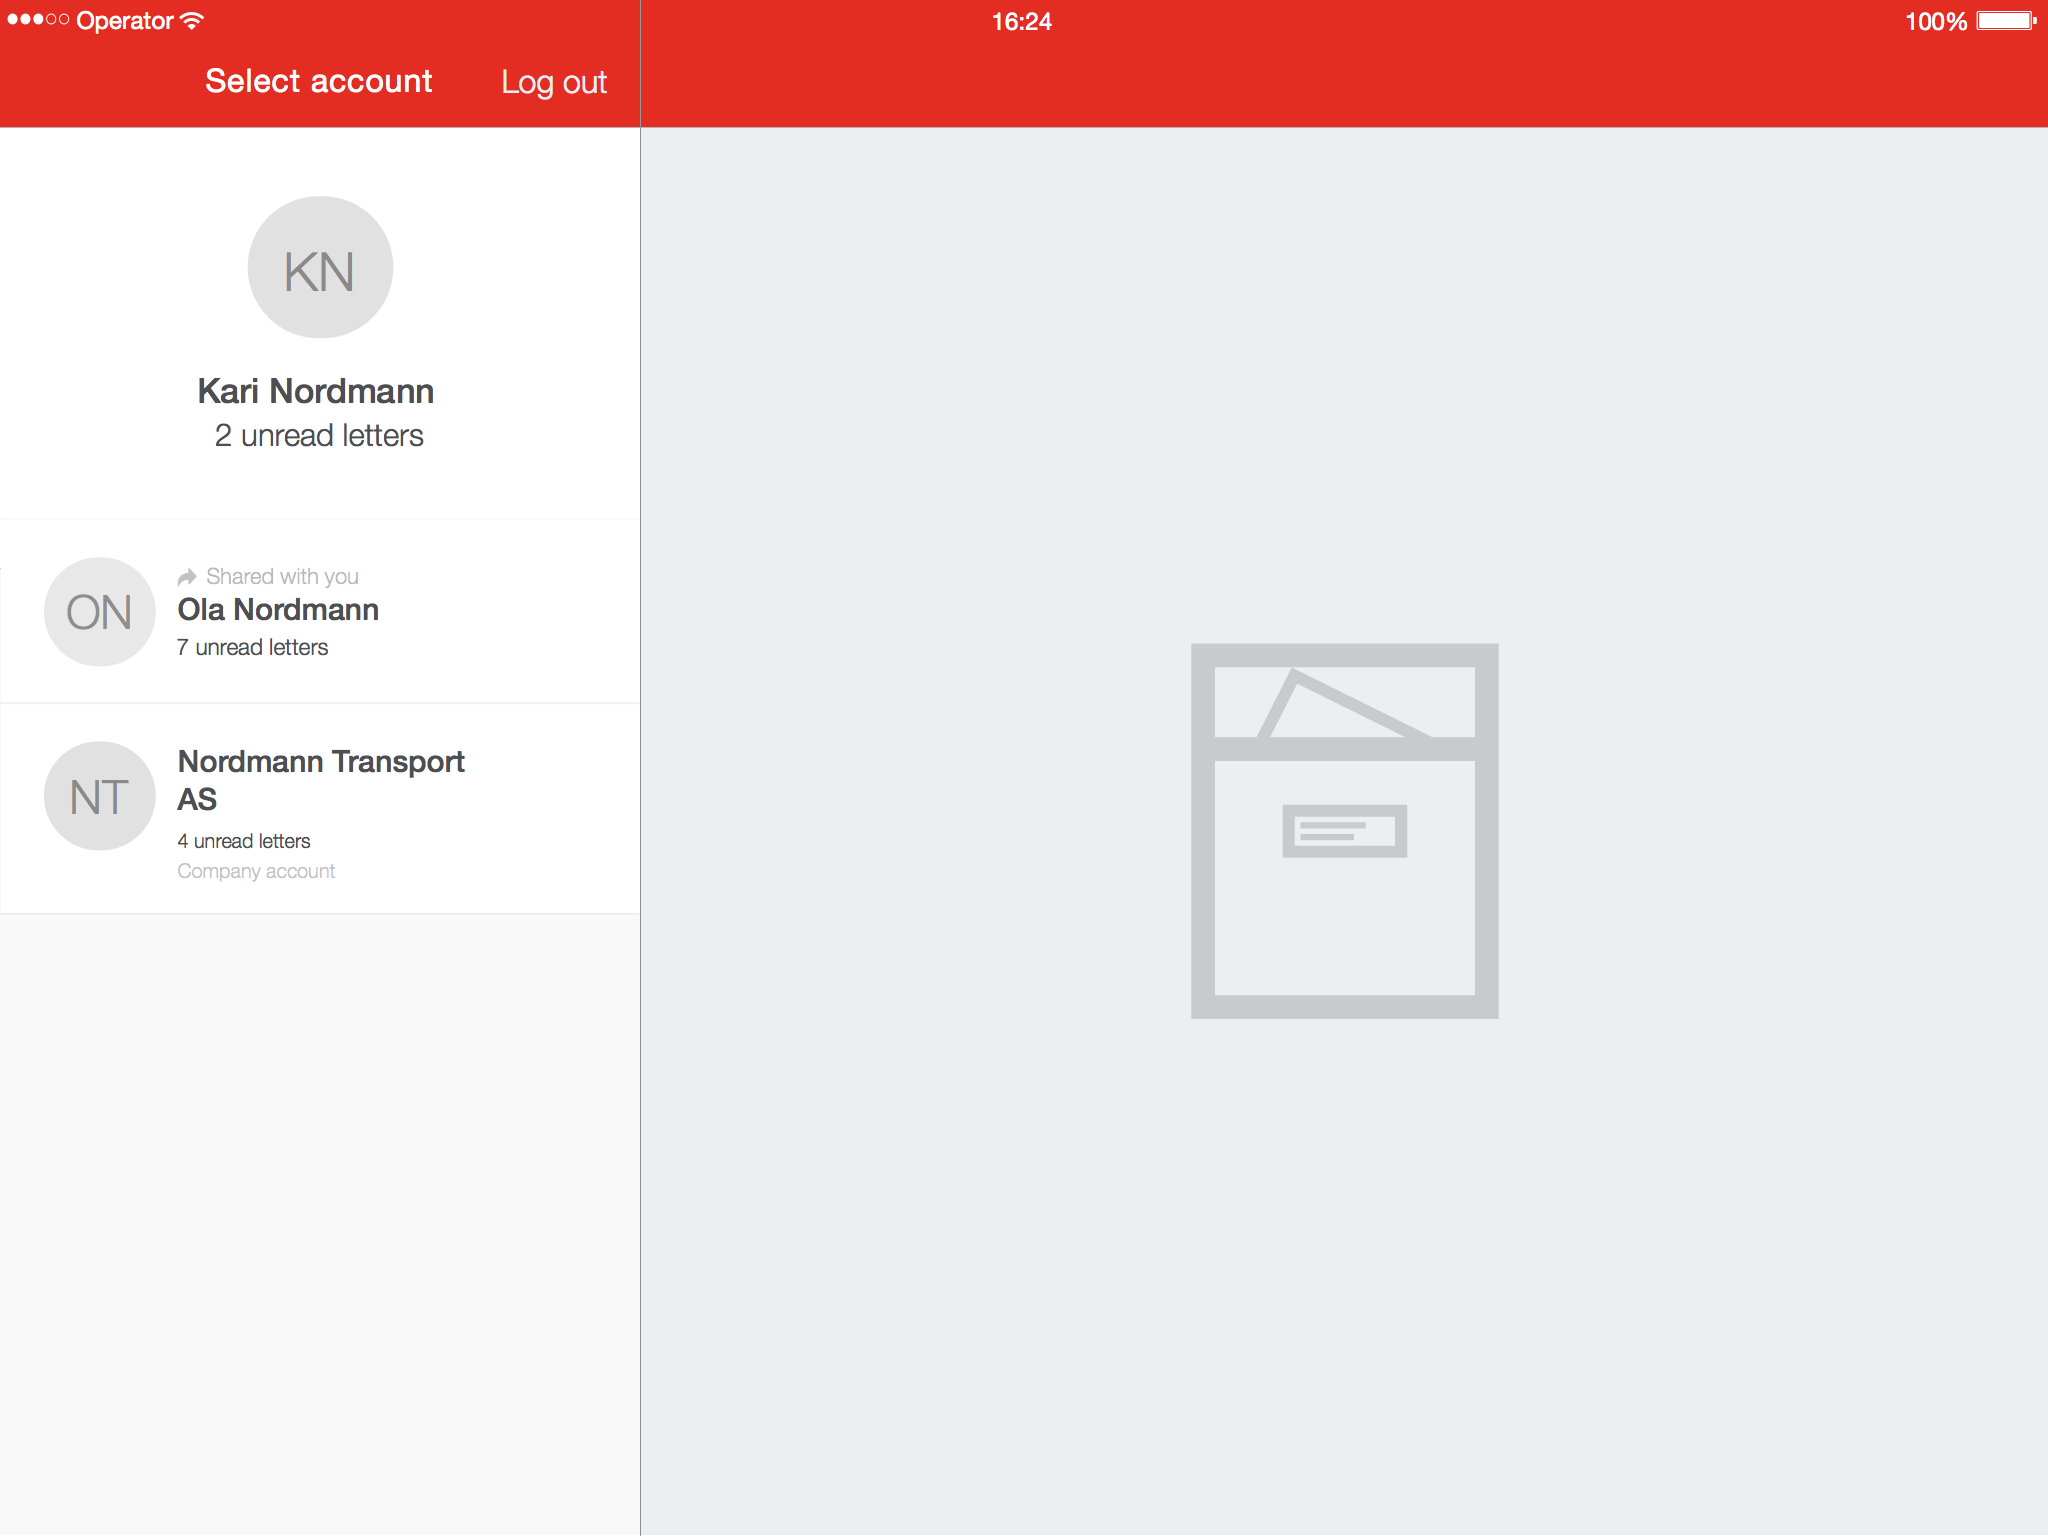 Operator
16:24
100%
Select account
Log out
KN
Kari Nordmann
2 unread letters
ON
Shared with you
Ola Nordmann
7 unread letters
NT
Nordmann Transport
AS
4 unread letters
Company account